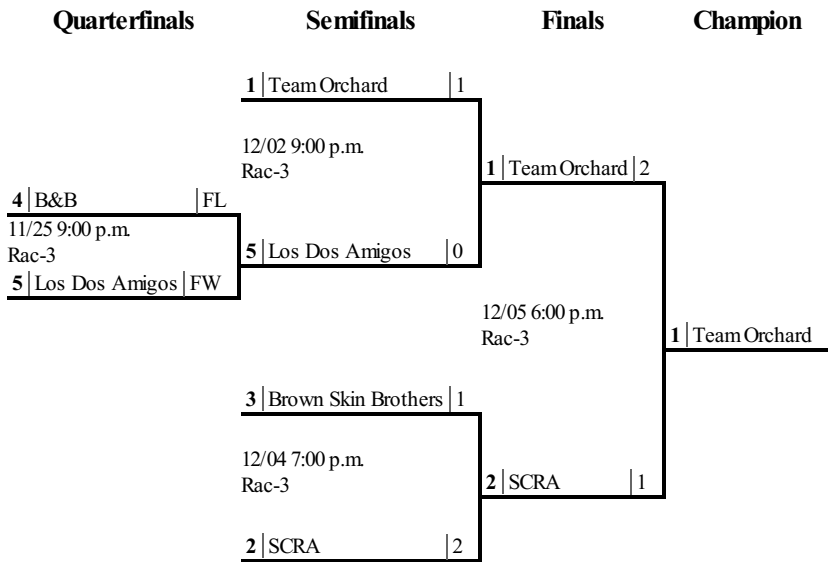 Quarterfinals Semifinals Finals Champion
1 Team Orchard 1
12/02 9:00 p.m.
Rac-3
1 Team Orchard 2
4 B&B FL
11/25 9:00 p.m.
Rac-3
5 Los Dos Amigos 0
5 Los Dos Amigos FW
12/05 6:00 p.m.
Rac-3
1 Team Orchard
3 Brown Skin Brothers 1
12/04 7:00 p.m.
Rac-3
2 SCRA 1
2 SCRA 2